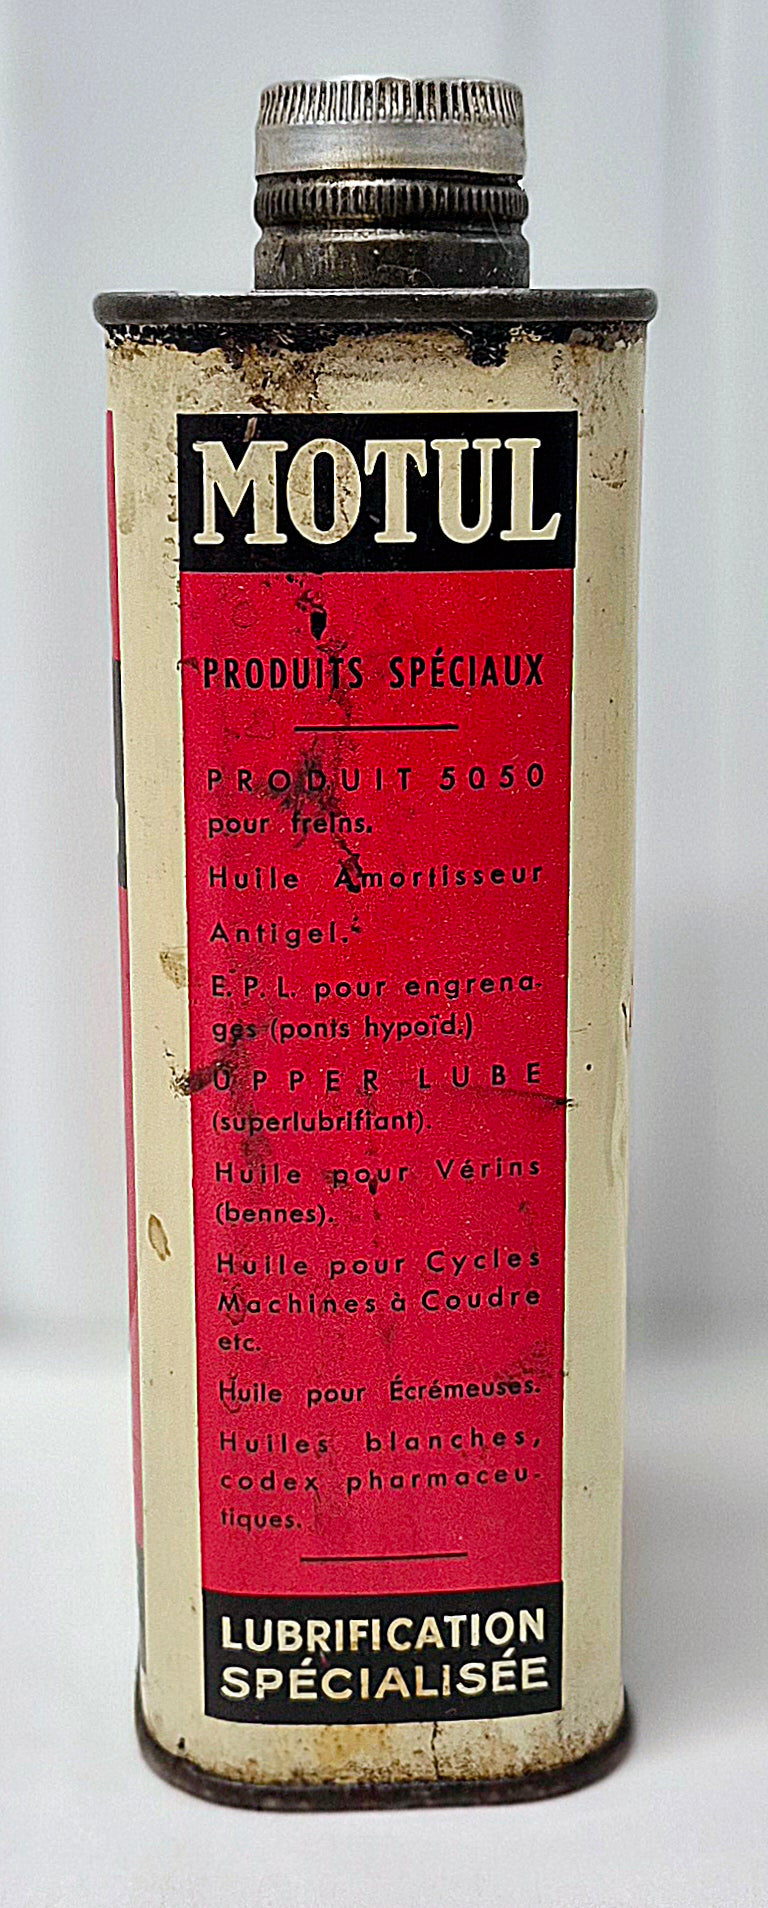 MOTUL
PRODUITS SPÉCIAUX
PRODUIT 5050
pour freins.
Huile Amortisseur
Antigel.
E.P.L. pour engrena-
ges (ponts hypoïd.)
UPPER LUBE
(superlubrifiant).
Huile pour Vérins
(bennes).
Huile pour Cycles
Machines à Coudre
etc.
Huile pour Écrémeuses.
Huiles blanches,
codex pharmaceu-
tiques.
LUBRIFICATION
SPÉCIALISÉE